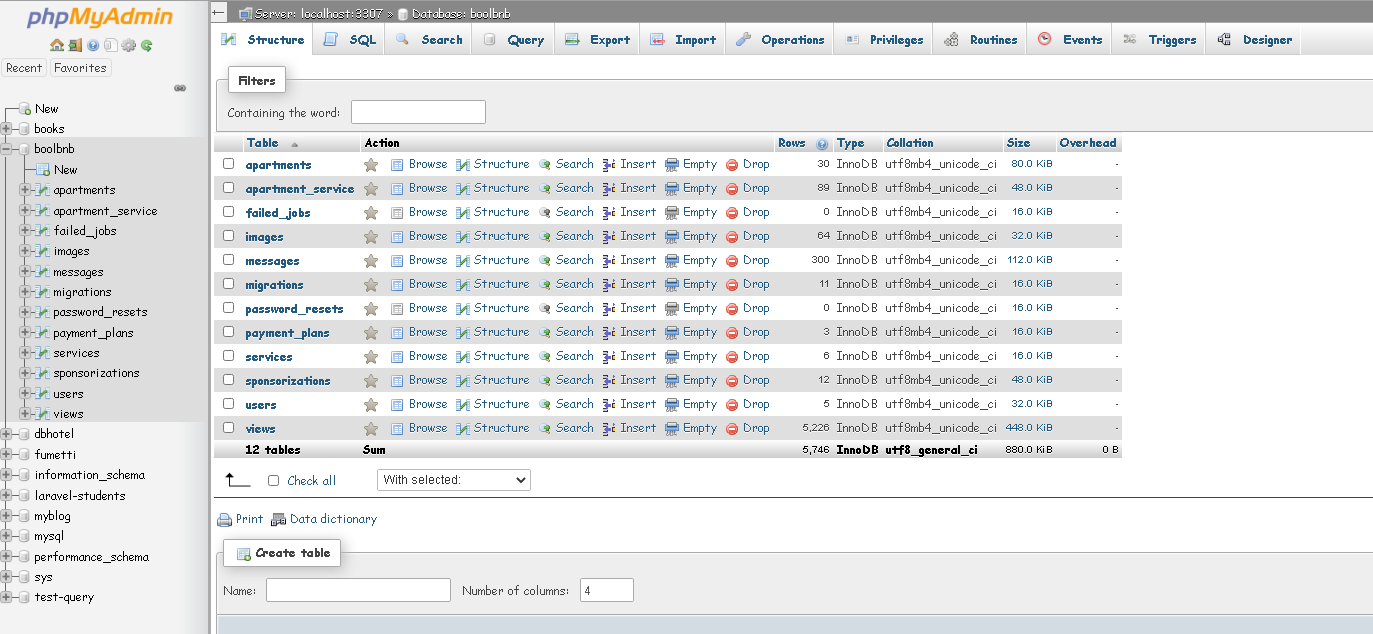 phpMyAdmin
Recent Favorites
New
books
boolbnb
New
apartments
apartment_service
failed_jobs
images
messages
migrations
password_resets
payment_plans
services
sponsorizations
users
views
dbhotel
fumetti
information_schema
laravel-students
myblog
mysql
performance_schema
sys
test-query
Server: localhost:3307 » Database: boolbnb
Structure SQL Search Query Export Import Operations Privileges Routines Events Triggers Designer
Filters
Containing the word:
Table Action Rows Type Collation Size Overhead
apartments Browse Structure Search Insert Empty Drop 30 InnoDB utf8mb4_unicode_ci 80.0 KiB -
apartment_service Browse Structure Search Insert Empty Drop 89 InnoDB utf8mb4_unicode_ci 48.0 KiB -
failed_jobs Browse Structure Search Insert Empty Drop 0 InnoDB utf8mb4_unicode_ci 16.0 KiB -
images Browse Structure Search Insert Empty Drop 64 InnoDB utf8mb4_unicode_ci 32.0 KiB -
messages Browse Structure Search Insert Empty Drop 300 InnoDB utf8mb4_unicode_ci 112.0 KiB -
migrations Browse Structure Search Insert Empty Drop 11 InnoDB utf8mb4_unicode_ci 16.0 KiB -
password_resets Browse Structure Search Insert Empty Drop 0 InnoDB utf8mb4_unicode_ci 16.0 KiB -
payment_plans Browse Structure Search Insert Empty Drop 3 InnoDB utf8mb4_unicode_ci 16.0 KiB -
services Browse Structure Search Insert Empty Drop 6 InnoDB utf8mb4_unicode_ci 16.0 KiB -
sponsorizations Browse Structure Search Insert Empty Drop 12 InnoDB utf8mb4_unicode_ci 48.0 KiB -
users Browse Structure Search Insert Empty Drop 5 InnoDB utf8mb4_unicode_ci 32.0 KiB -
views Browse Structure Search Insert Empty Drop 5,226 InnoDB utf8mb4_unicode_ci 448.0 KiB -
12 tables Sum 5,746 InnoDB utf8_general_ci 880.0 KiB 0 B
Check all With selected:
Print Data dictionary
Create table
Name: Number of columns: 4